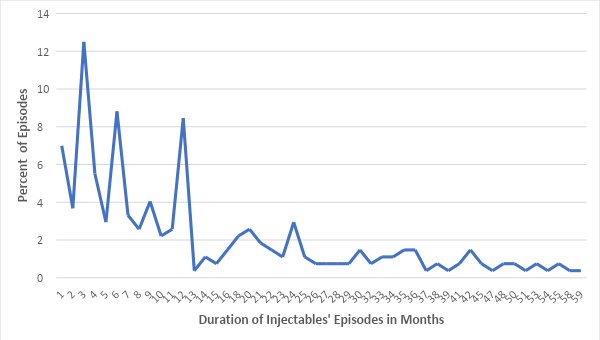 14
12
10
8
6
4
2
0
Percent of Episodes
1 2 3 4 5 6 7 8 9 10 11 12 13 14 15 16 18 20 21 22 23 24 25 26 27 28 29 30 32 33 34 35 36 37 38 39 41 42 45 47 48 50 51 53 54 55 58 59
Duration of Injectables' Episodes in Months